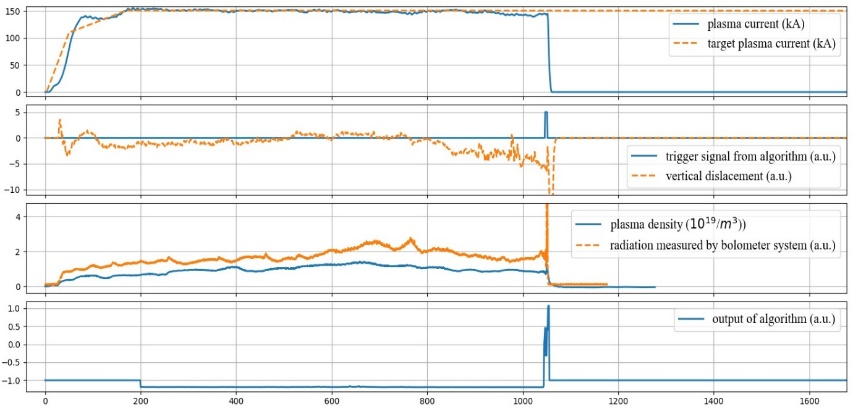 150
100
50
0
plasma current (kA)
target plasma current (kA)
5
0
−5
−10
trigger signal from algorithm (a.u.)
vertical dislacement (a.u.)
4
2
0
plasma density (10¹⁹/m³))
radiation measured by bolometer system (a.u.)
1.0
0.5
0.0
−0.5
−1.0
output of algorithm (a.u.)
0 200 400 600 800 1000 1200 1400 1600